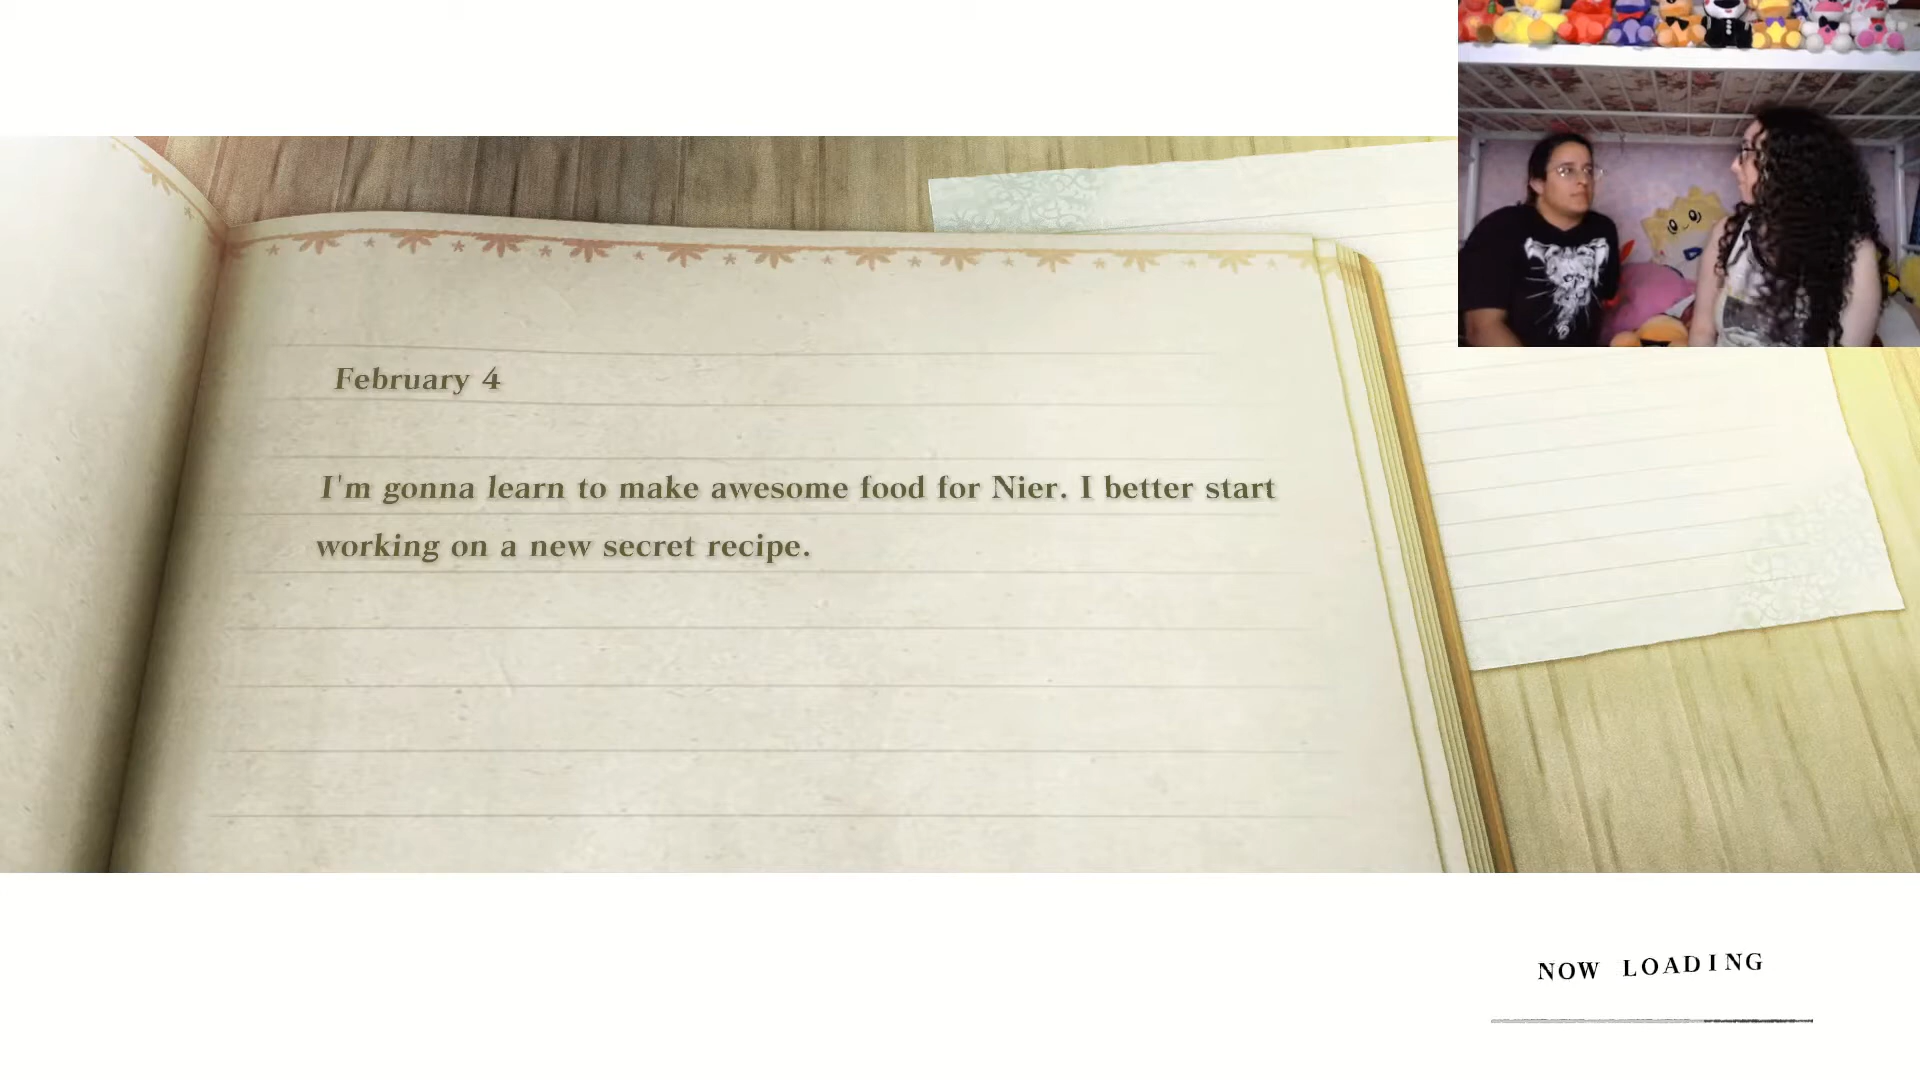 February 4
I'm gonna learn to make awesome food for Nier. I better start
working on a new secret recipe.
NOW LOADING